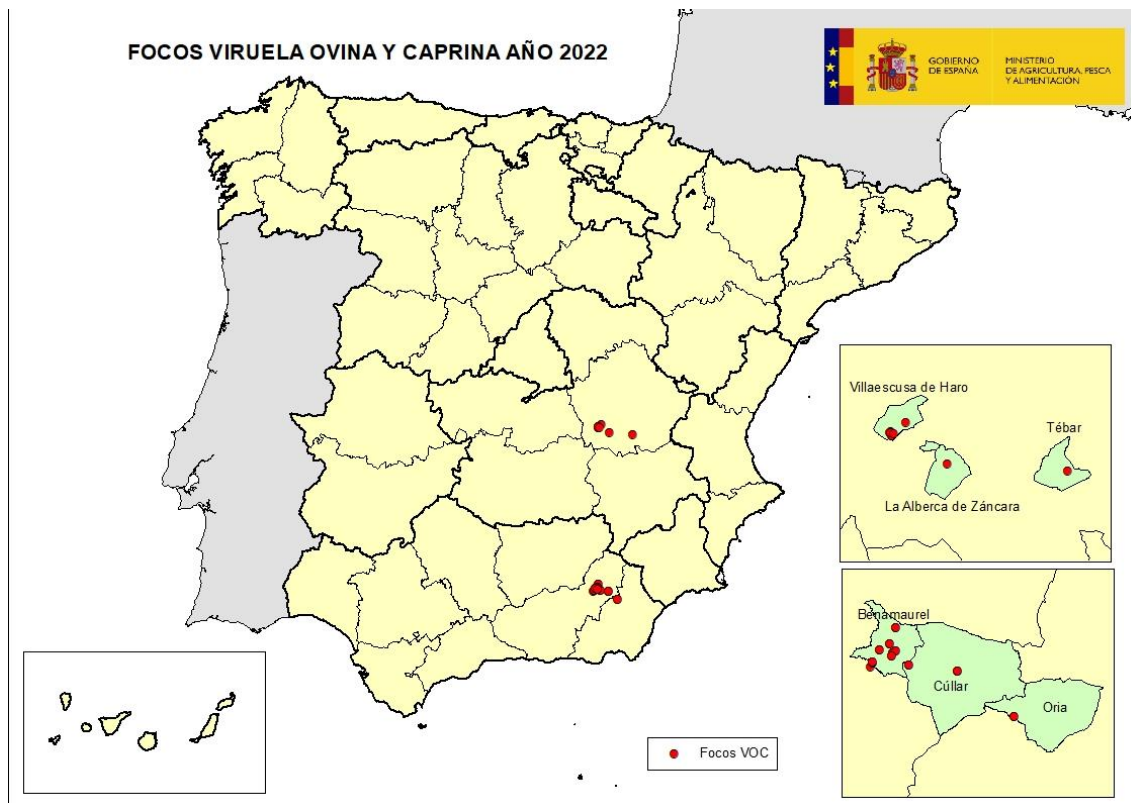 FOCOS VIRUELA OVINA Y CAPRINA AÑO 2022
GOBIERNO
DE ESPAÑA
MINISTERIO
DE AGRICULTURA, PESCA
Y ALIMENTACIÓN
Villaescusa de Haro
Tébar
La Alberca de Záncara
Benamaurel
Cúllar
Oria
Focos VOC